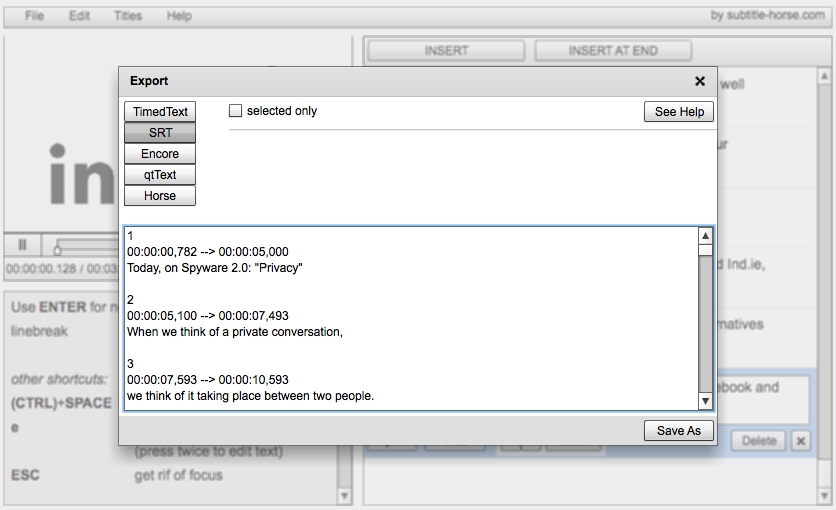 File Edit Titles Help
by subtitle-horse.com
INSERT
INSERT AT END
well
Export
TimedText
SRT
Encore
qtText
Horse
selected only
See Help
in
00:00:00.128 / 00:03
1
00:00:00,782 --> 00:00:05,000
Today, on Spyware 2.0: "Privacy"
2
00:00:05,100 --> 00:00:07,493
When we think of a private conversation,
3
00:00:07,593 --> 00:00:10,593
we think of it taking place between two people.
Save As
d Ind.ie,
natives
book and
Delete
Use ENTER for n
linebreak
other shortcuts:
(CTRL)+SPACE
e
(press twice to edit text)
ESC get rif of focus